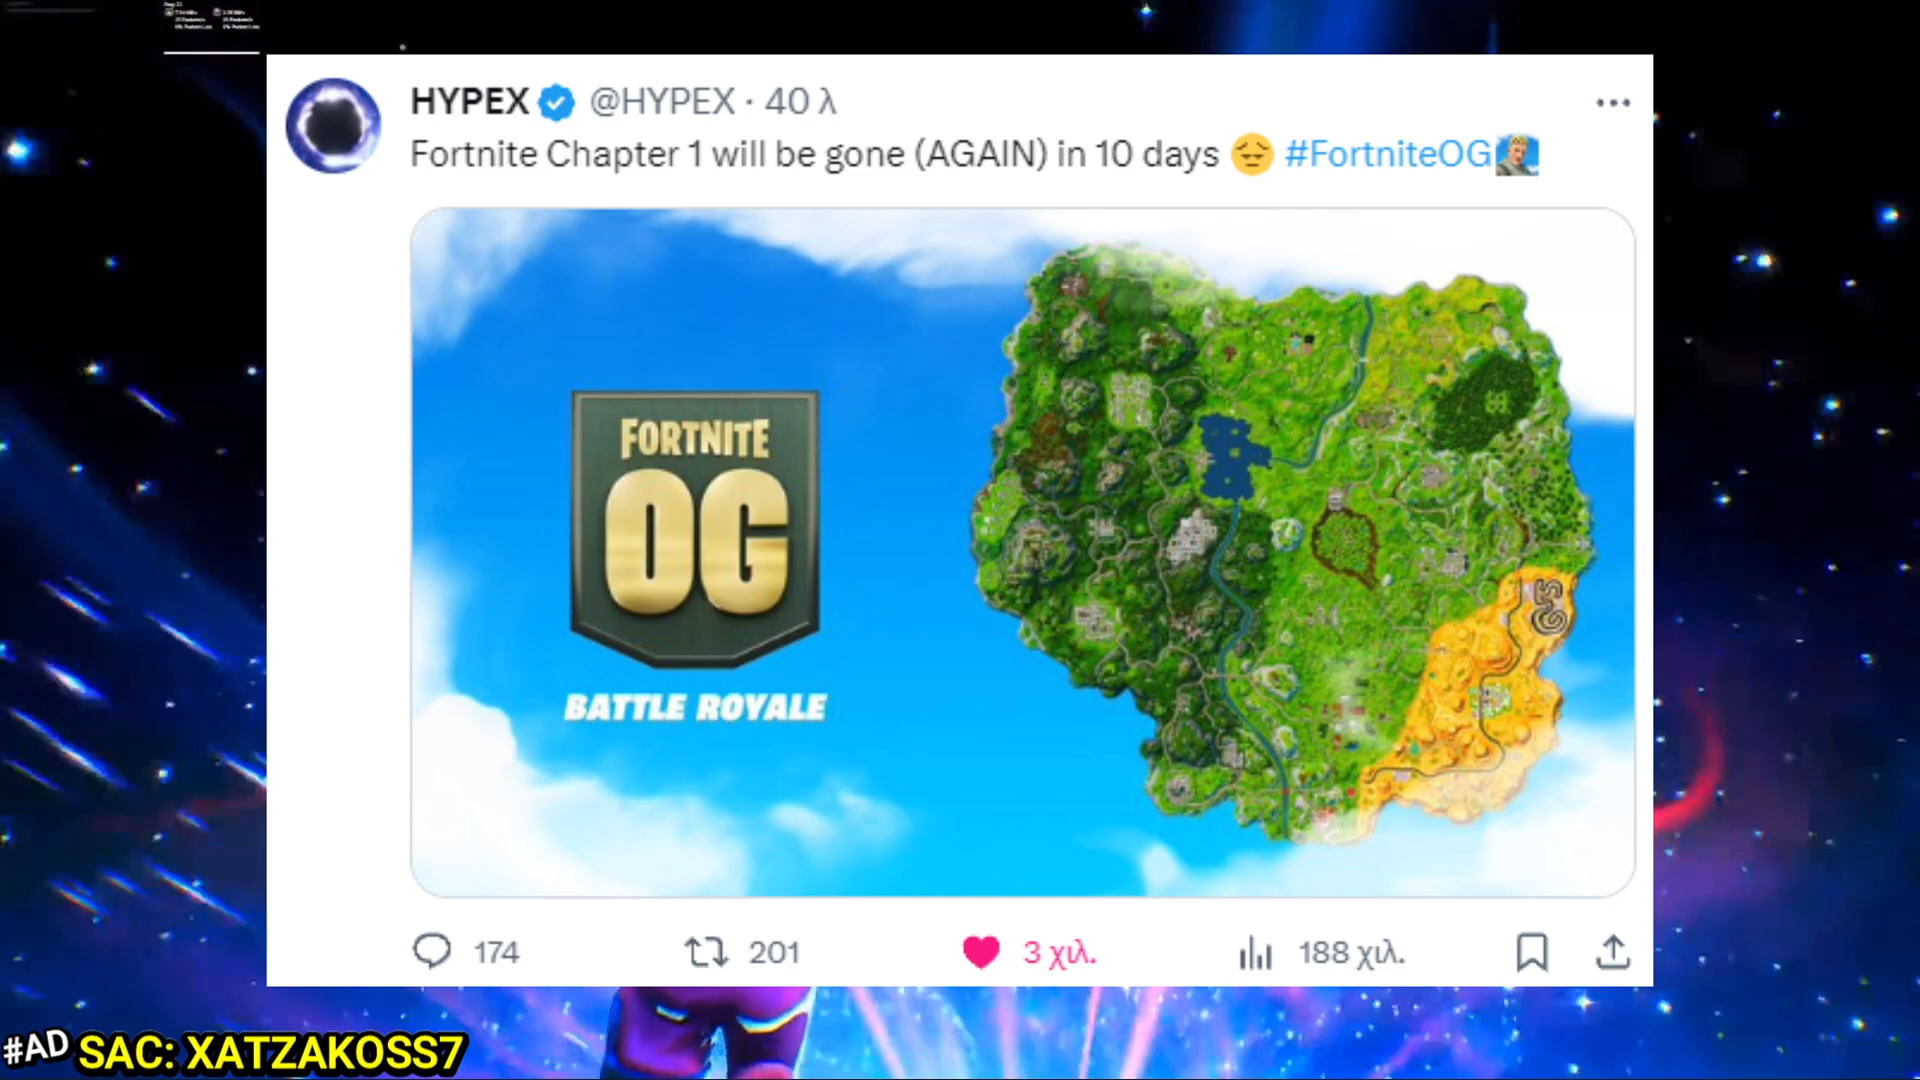 HYPEX @HYPEX · 40 λ
Fortnite Chapter 1 will be gone (AGAIN) in 10 days 😔 #FortniteOG
FORTNITE
OG
BATTLE ROYALE
174 201 3 χιλ. 188 χιλ.
#AD SAC: XATZAKOSS7